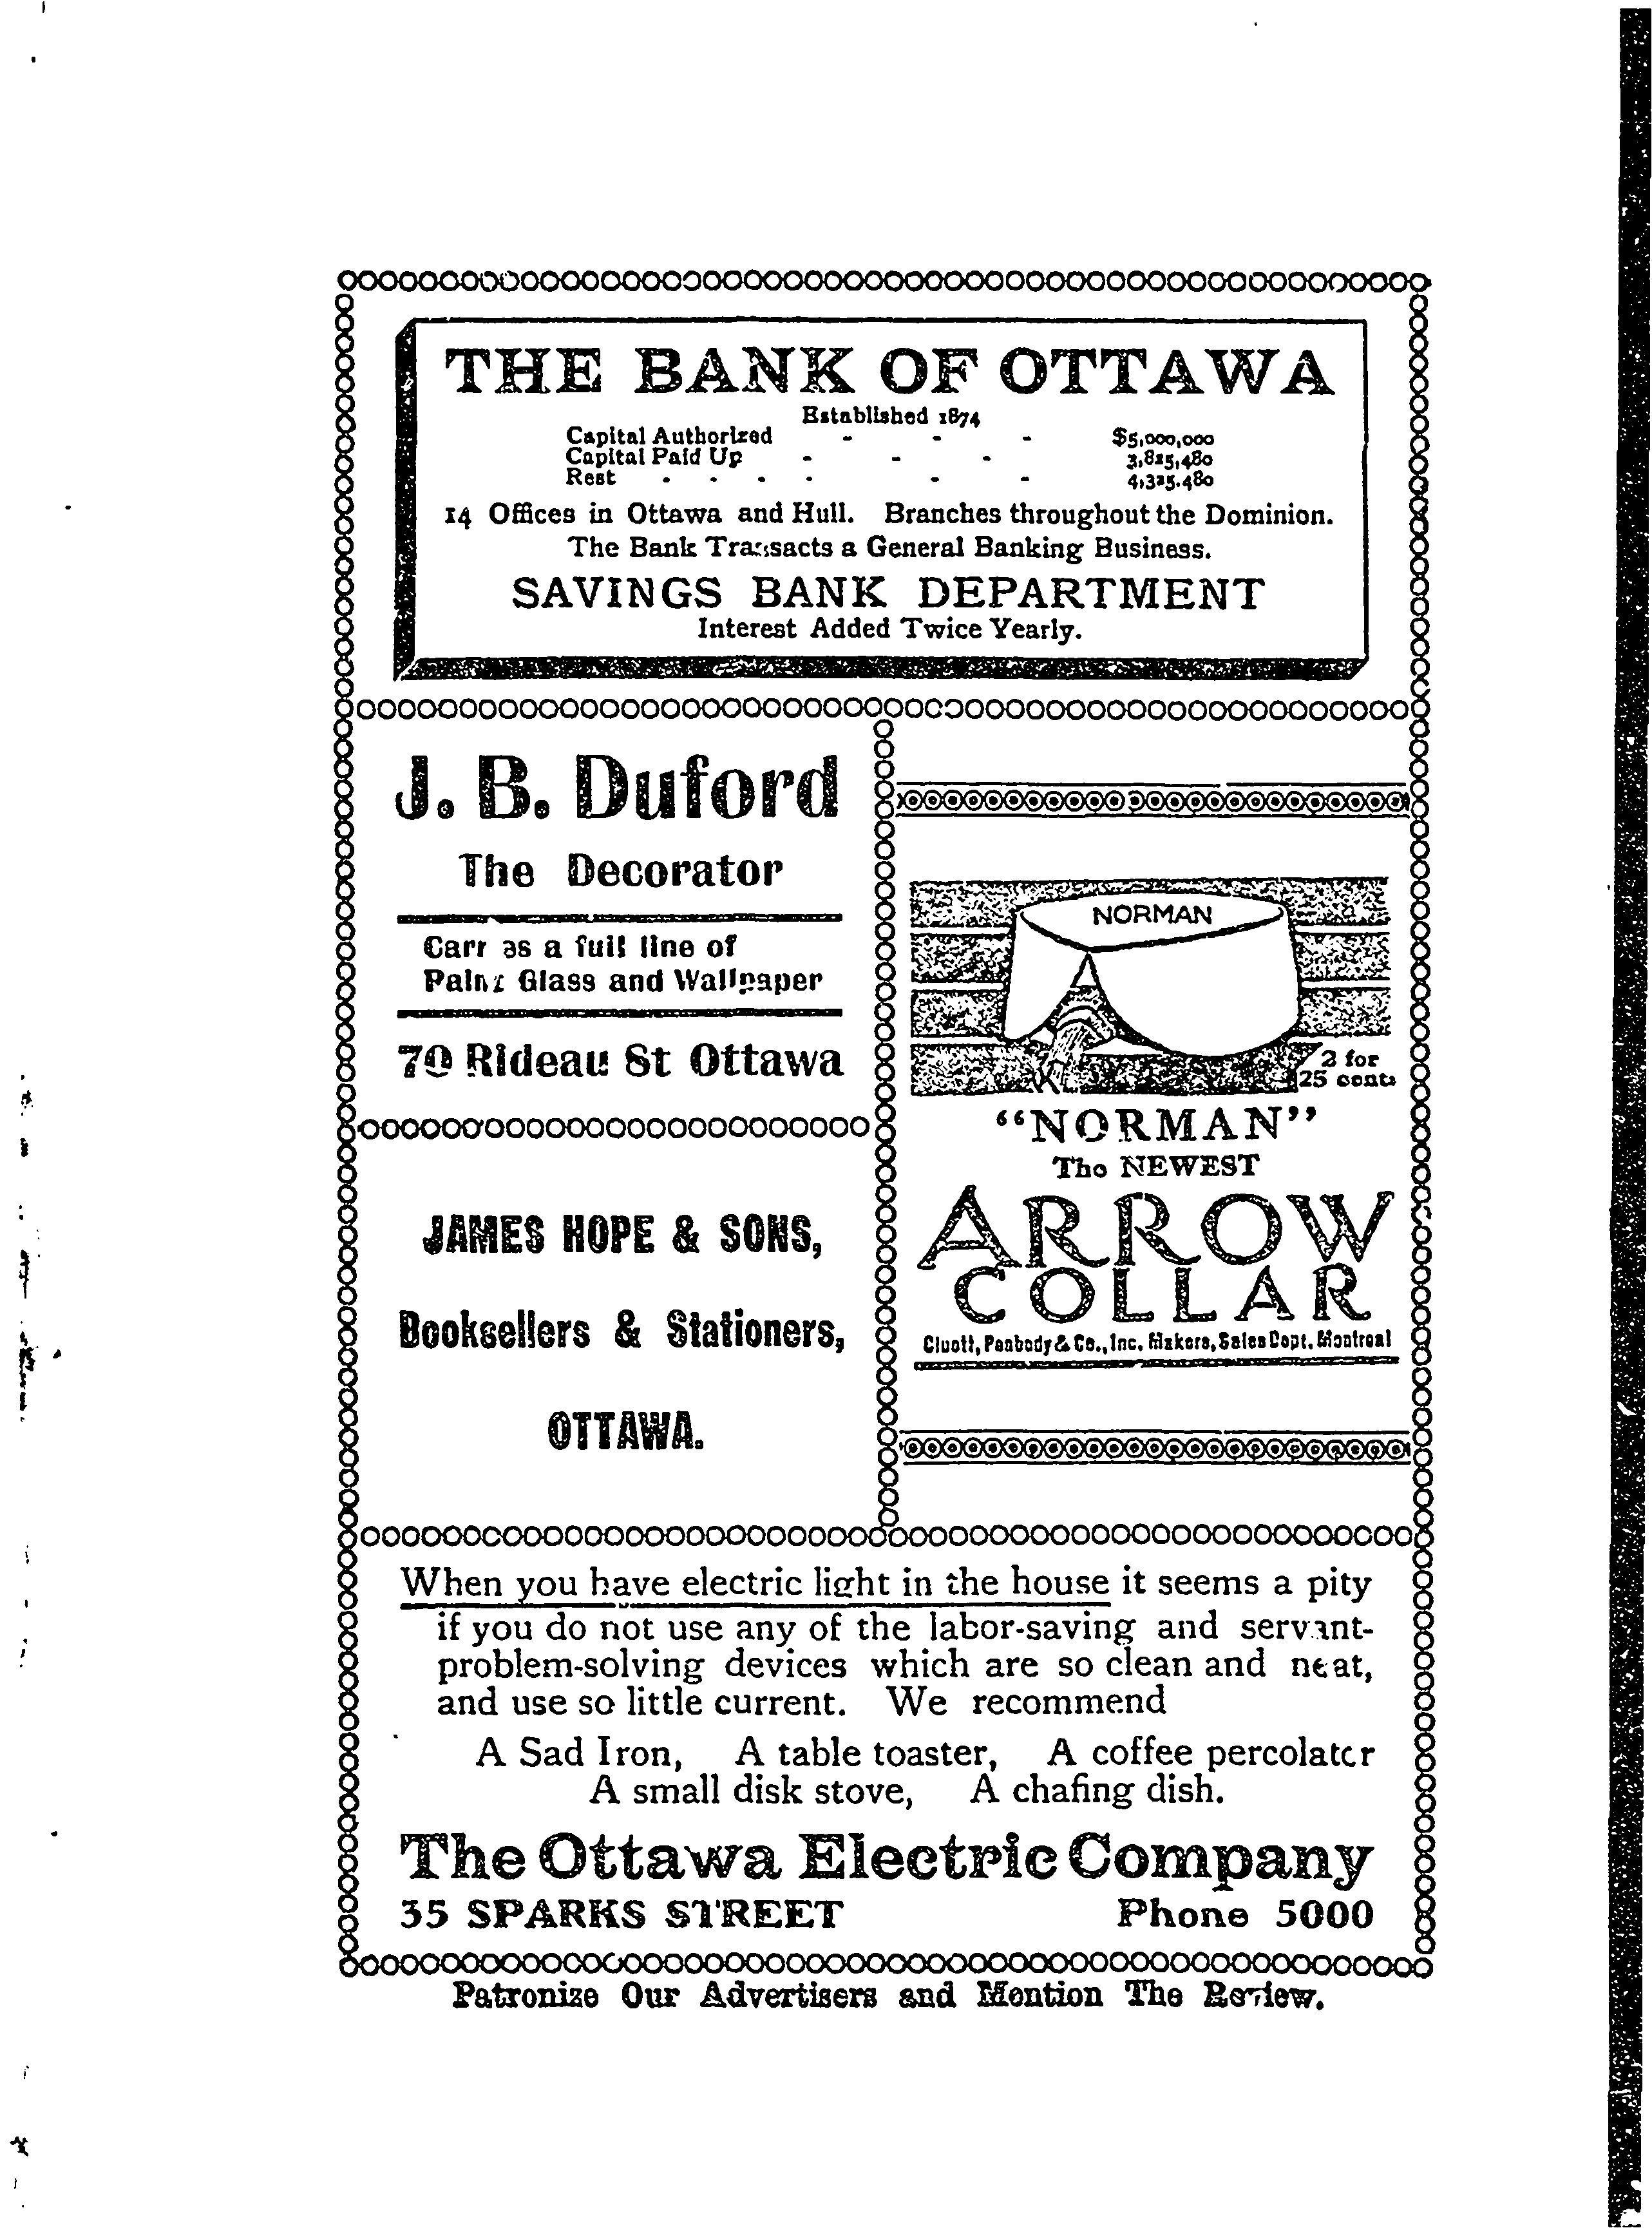 THE BANK OF OTTAWA
Established 1874
Capital Authorized - - - $5,000,000
Capital Paid Up - - - 3,825,480
Rest - - - - - - 4,325.480
14 Offices in Ottawa and Hull. Branches throughout the Dominion.
The Bank Transacts a General Banking Business.
SAVINGS BANK DEPARTMENT
Interest Added Twice Yearly.
J. B. Duford
The Decorator
Carries a full line of
Paint Glass and Wallpaper
70 Rideau St Ottawa
JAMES HOPE & SONS,
Booksellers & Stationers,
OTTAWA.
NORMAN
2 for
25 cents
“NORMAN”
The NEWEST
ARROW
COLLAR
Cluett, Peabody & Co., Inc. Makers, Sales Dept. Montreal
When you have electric light in the house it seems a pity
if you do not use any of the labor-saving and servant-
problem-solving devices which are so clean and neat,
and use so little current. We recommend
A Sad Iron, A table toaster, A coffee percolator
A small disk stove, A chafing dish.
The Ottawa Electric Company
35 SPARKS STREET Phone 5000
Patronize Our Advertisers and Mention The Review.